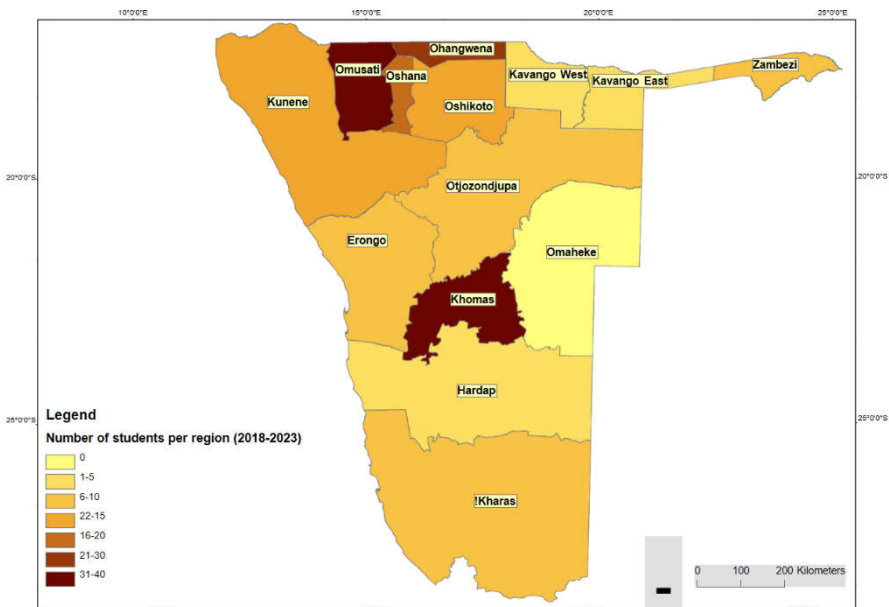 10°0'0"E 15°0'0"E 20°0'0"E 25°0'0"E
Ohangwena
Omusati
Oshana
Kavango West
Kavango East
Zambezi
Kunene
Oshikoto
20°0'0"S 20°0'0"S
Otjozondjupa
Erongo
Omaheke
Khomas
Hardap
Legend
25°0'0"S 25°0'0"S
Number of students per region (2018-2023)
0
1-5
6-10
22-15
16-20
21-30
31-40
!Kharas
0 100 200 Kilometers